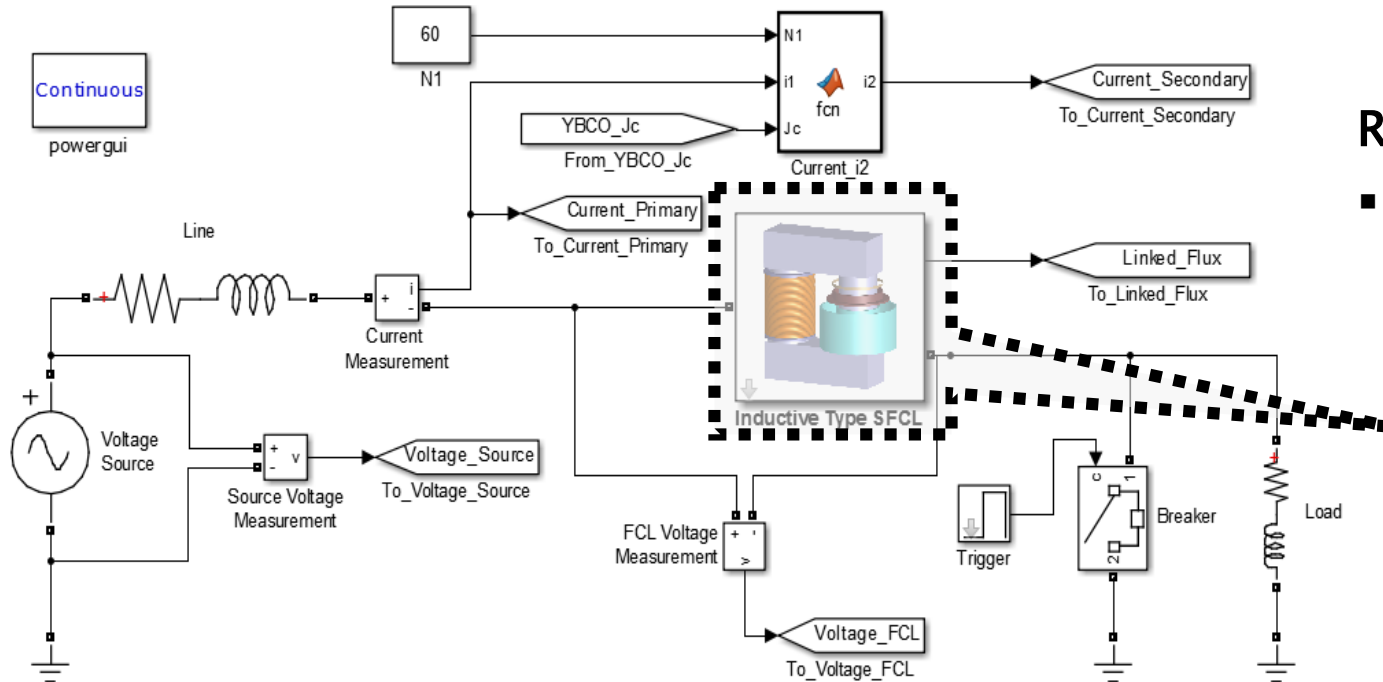 60
N1
N1
i1
Jc
fcn
i2
Current_i2
Current_Secondary
To_Current_Secondary
Continuous
powergui
YBCO_Jc
From_YBCO_Jc
R
▪
Current_Primary
To_Current_Primary
Line
Linked_Flux
To_Linked_Flux
+
i
-
Current
Measurement
Inductive Type SFCL
+
Voltage
Source
+
-
v
Source Voltage
Measurement
Voltage_Source
To_Voltage_Source
FCL Voltage
Measurement
+
-
v
Trigger
c
1
2
Breaker
+
Load
Voltage_FCL
To_Voltage_FCL